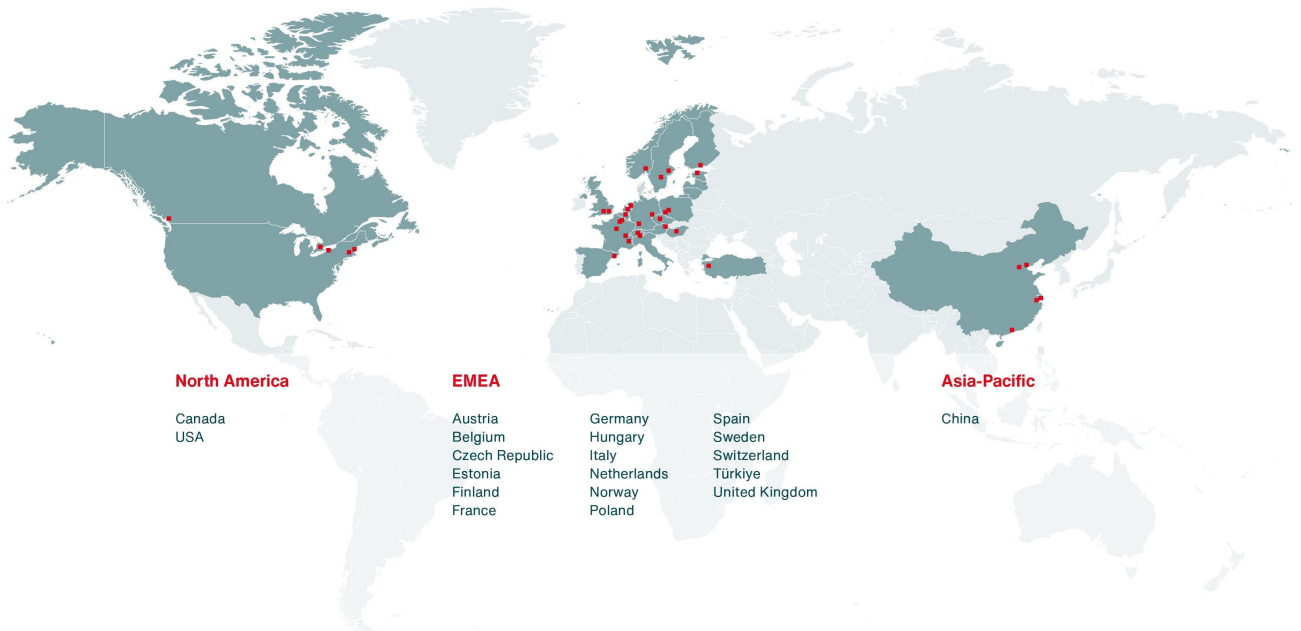 North America
Canada
USA
EMEA
Austria
Belgium
Czech Republic
Estonia
Finland
France
Germany
Hungary
Italy
Netherlands
Norway
Poland
Spain
Sweden
Switzerland
Türkiye
United Kingdom
Asia-Pacific
China